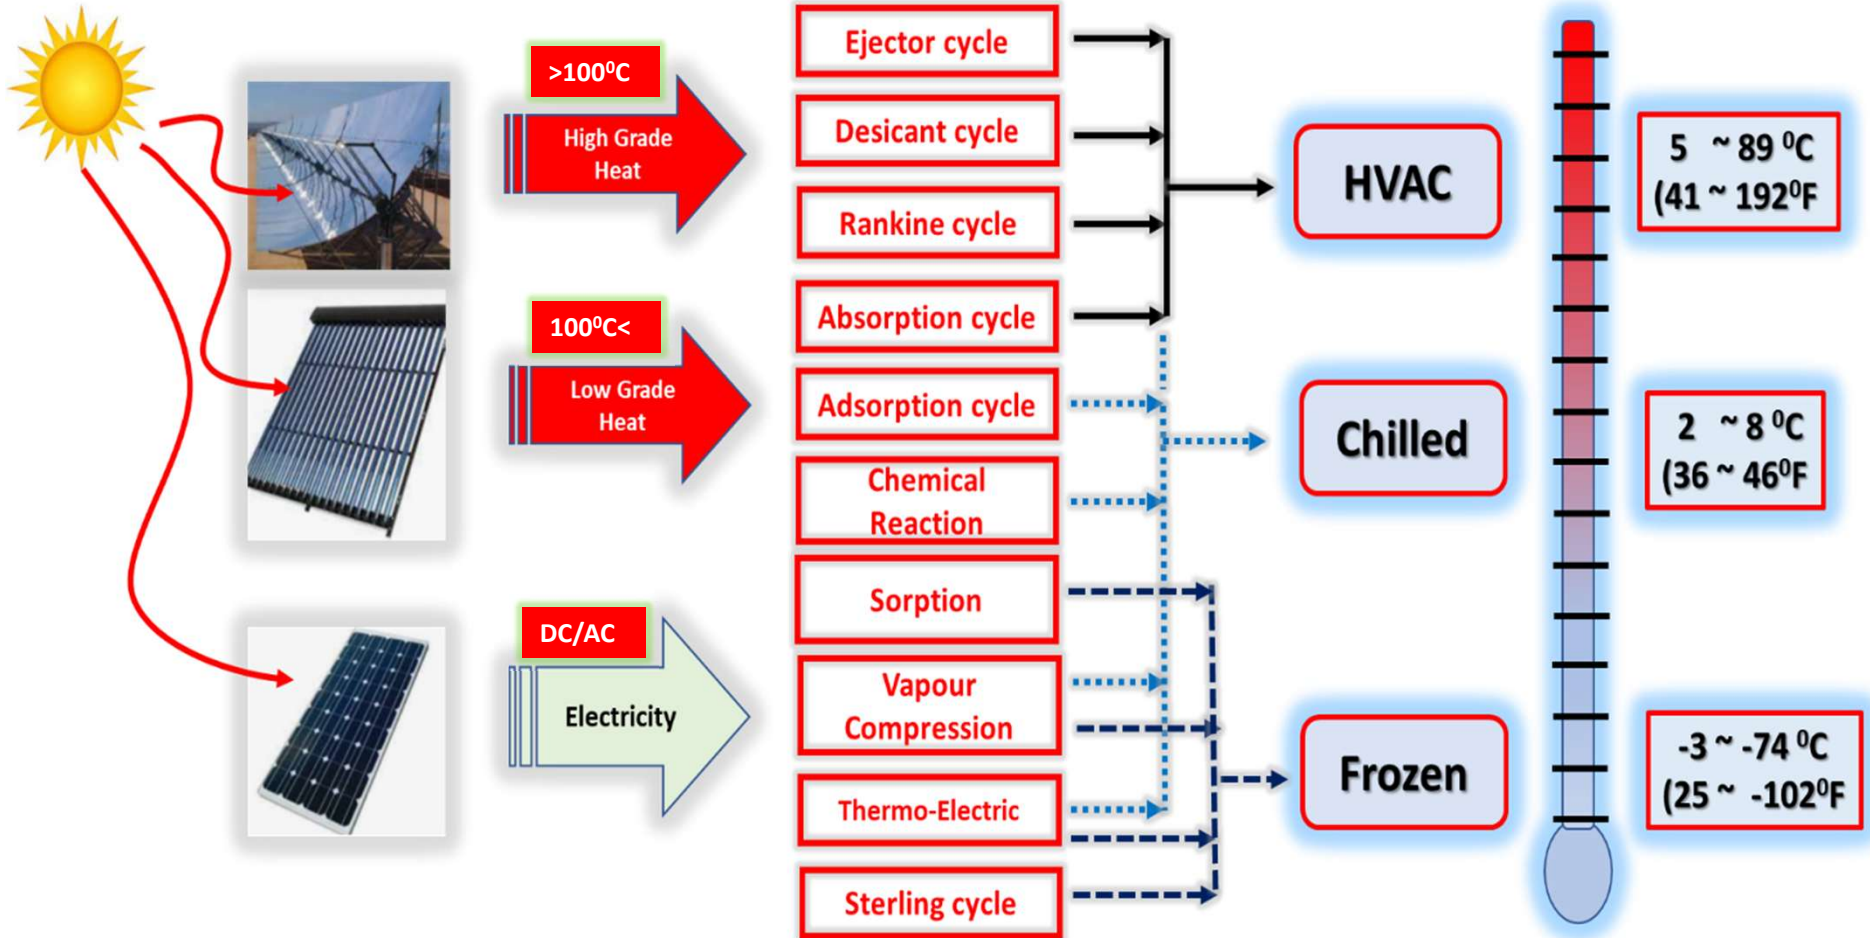 >100⁰C
High Grade
Heat
100⁰C<
Low Grade
Heat
DC/AC
Electricity
Ejector cycle
Desicant cycle
Rankine cycle
Absorption cycle
Adsorption cycle
Chemical
Reaction
Sorption
Vapour
Compression
Thermo-Electric
Sterling cycle
HVAC
Chilled
Frozen
5 ~ 89 ⁰C
(41 ~ 192⁰F
2 ~ 8 ⁰C
(36 ~ 46⁰F
-3 ~ -74 ⁰C
(25 ~ -102⁰F